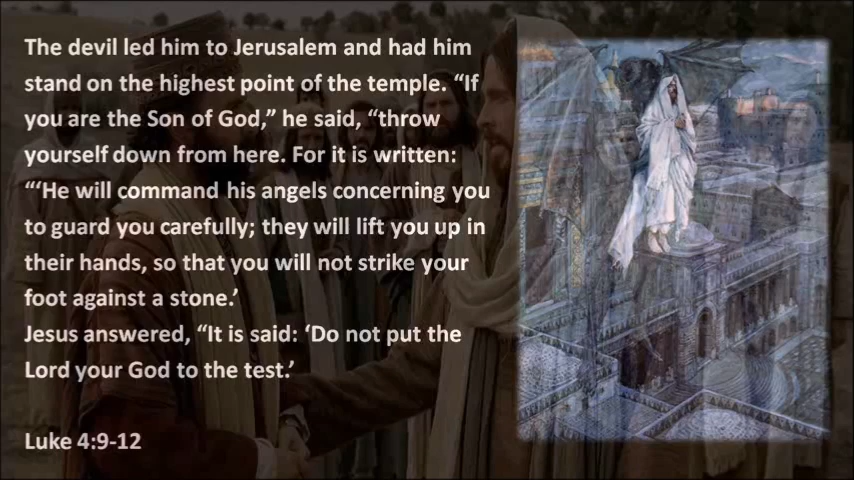 The devil led him to Jerusalem and had him
stand on the highest point of the temple. “If
you are the Son of God,” he said, “throw
yourself down from here. For it is written:
“‘He will command his angels concerning you
to guard you carefully; they will lift you up in
their hands, so that you will not strike your
foot against a stone.’
Jesus answered, “It is said: ‘Do not put the
Lord your God to the test.’
Luke 4:9-12